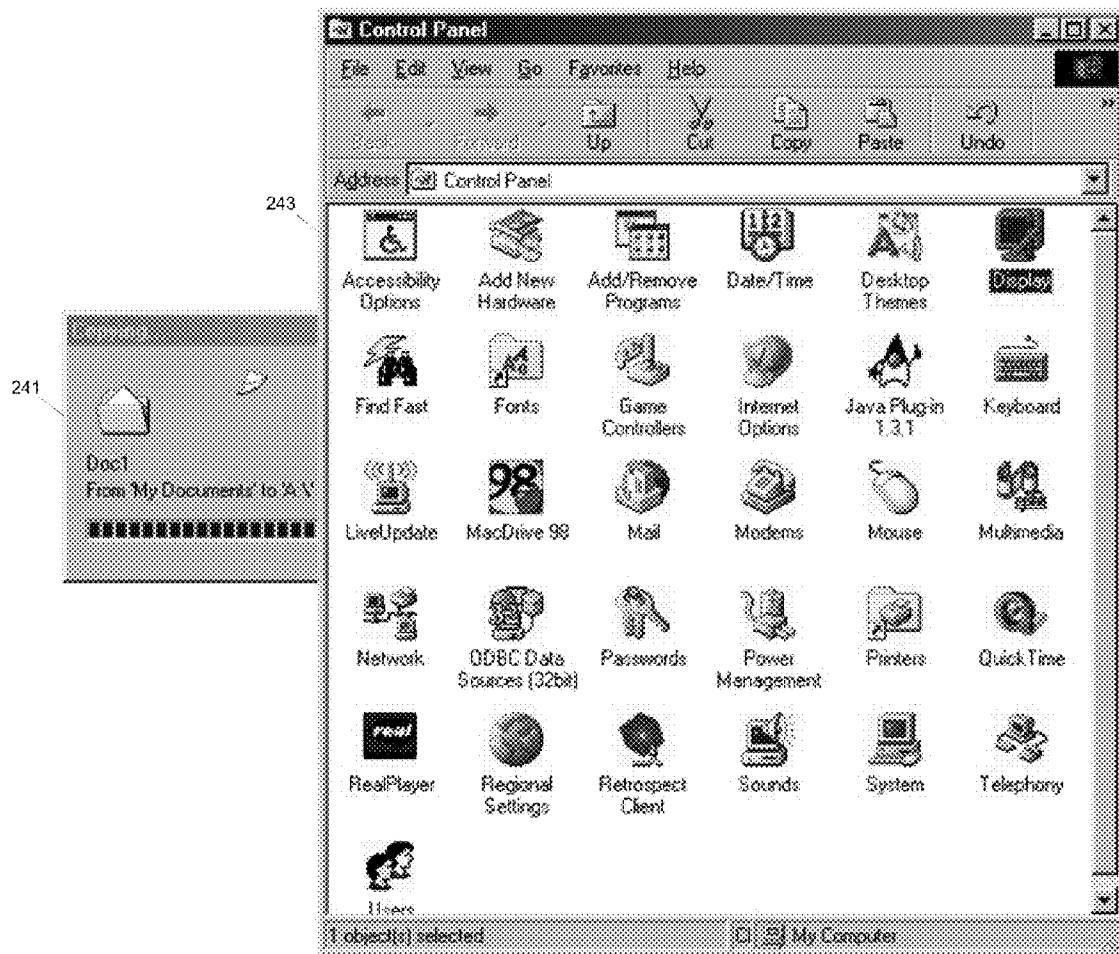 Control Panel
File Edit View Go Favorites Help
Up Cut Copy Paste Undo
Address Control Panel
243
Accessibility Options
Add New Hardware
Add/Remove Programs
Date/Time
Desktop Themes
Display
241
Find Fast
Fonts
Game Controllers
Internet Options
Java Plug-in 1.3.1
Keyboard
Doc1
From 'My Documents' to 'A:\'
LiveUpdate
MacDrive 98
Mail
Modems
Mouse
Multimedia
Network
ODBC Data Sources (32bit)
Passwords
Power Management
Printers
QuickTime
real
RealPlayer
Regional Settings
Retrospect Client
Sounds
System
Telephony
Users
1 object(s) selected
My Computer